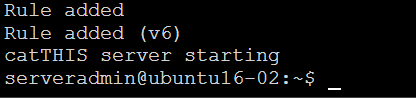 Rule added
Rule added (v6)
catTHIS server starting
serveradmin@ubuntu16-02:~$ _